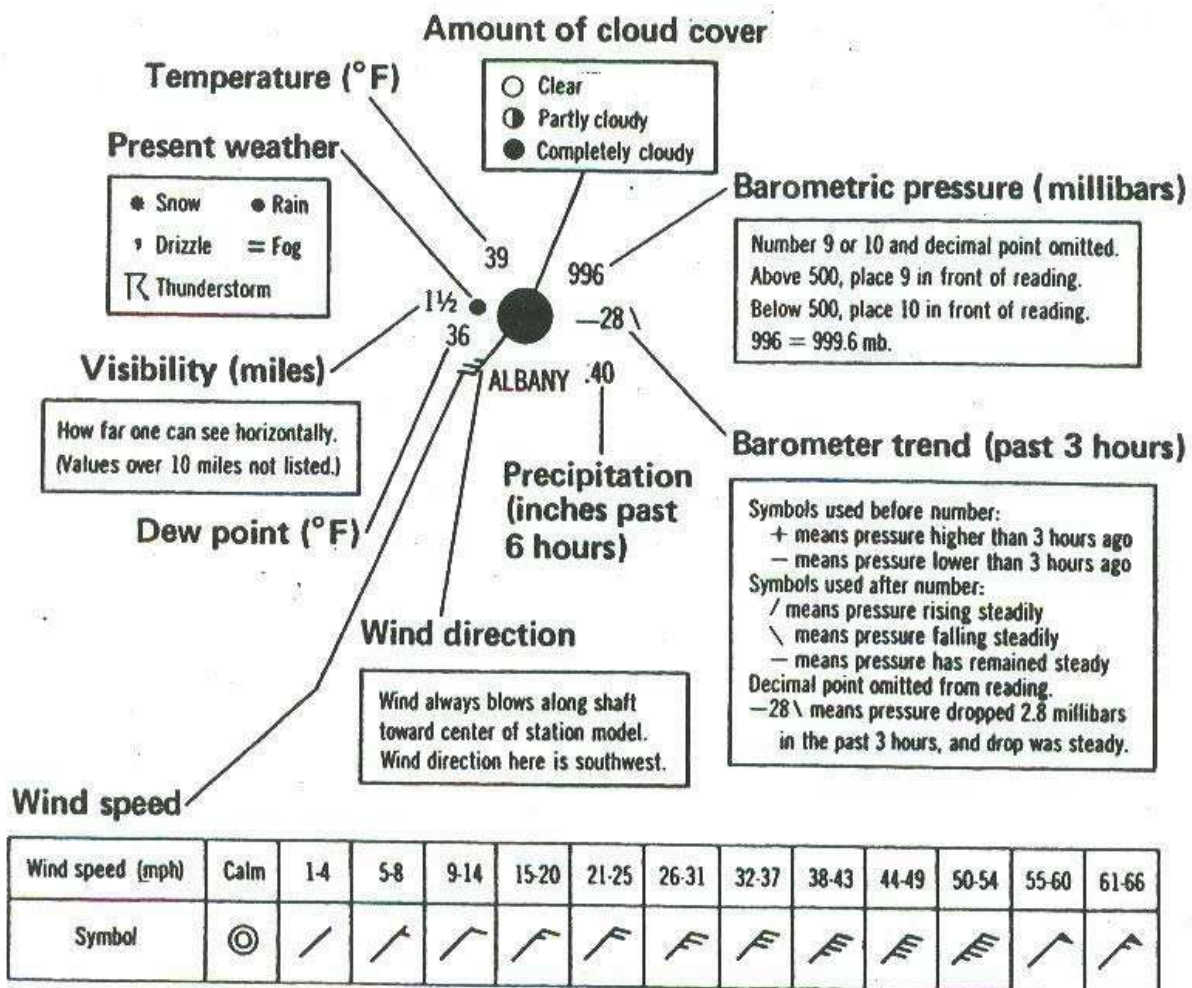 Amount of cloud cover
Clear
Partly cloudy
Completely cloudy
Temperature (°F)
Present weather
Snow Rain
Drizzle = Fog
Thunderstorm
Barometric pressure (millibars)
Number 9 or 10 and decimal point omitted.
Above 500, place 9 in front of reading.
Below 500, place 10 in front of reading.
996 = 999.6 mb.
39
996
1½
—28 \
36
ALBANY .40
Visibility (miles)
How far one can see horizontally.
(Values over 10 miles not listed.)
Dew point (°F)
Precipitation
(inches past
6 hours)
Barometer trend (past 3 hours)
Symbols used before number:
+ means pressure higher than 3 hours ago
— means pressure lower than 3 hours ago
Symbols used after number:
/ means pressure rising steadily
\ means pressure falling steadily
— means pressure has remained steady
Decimal point omitted from reading.
—28 \ means pressure dropped 2.8 millibars
in the past 3 hours, and drop was steady.
Wind direction
Wind always blows along shaft
toward center of station model.
Wind direction here is southwest.
Wind speed
Wind speed (mph) Calm 1-4 5-8 9-14 15-20 21-25 26-31 32-37 38-43 44-49 50-54 55-60 61-66
Symbol